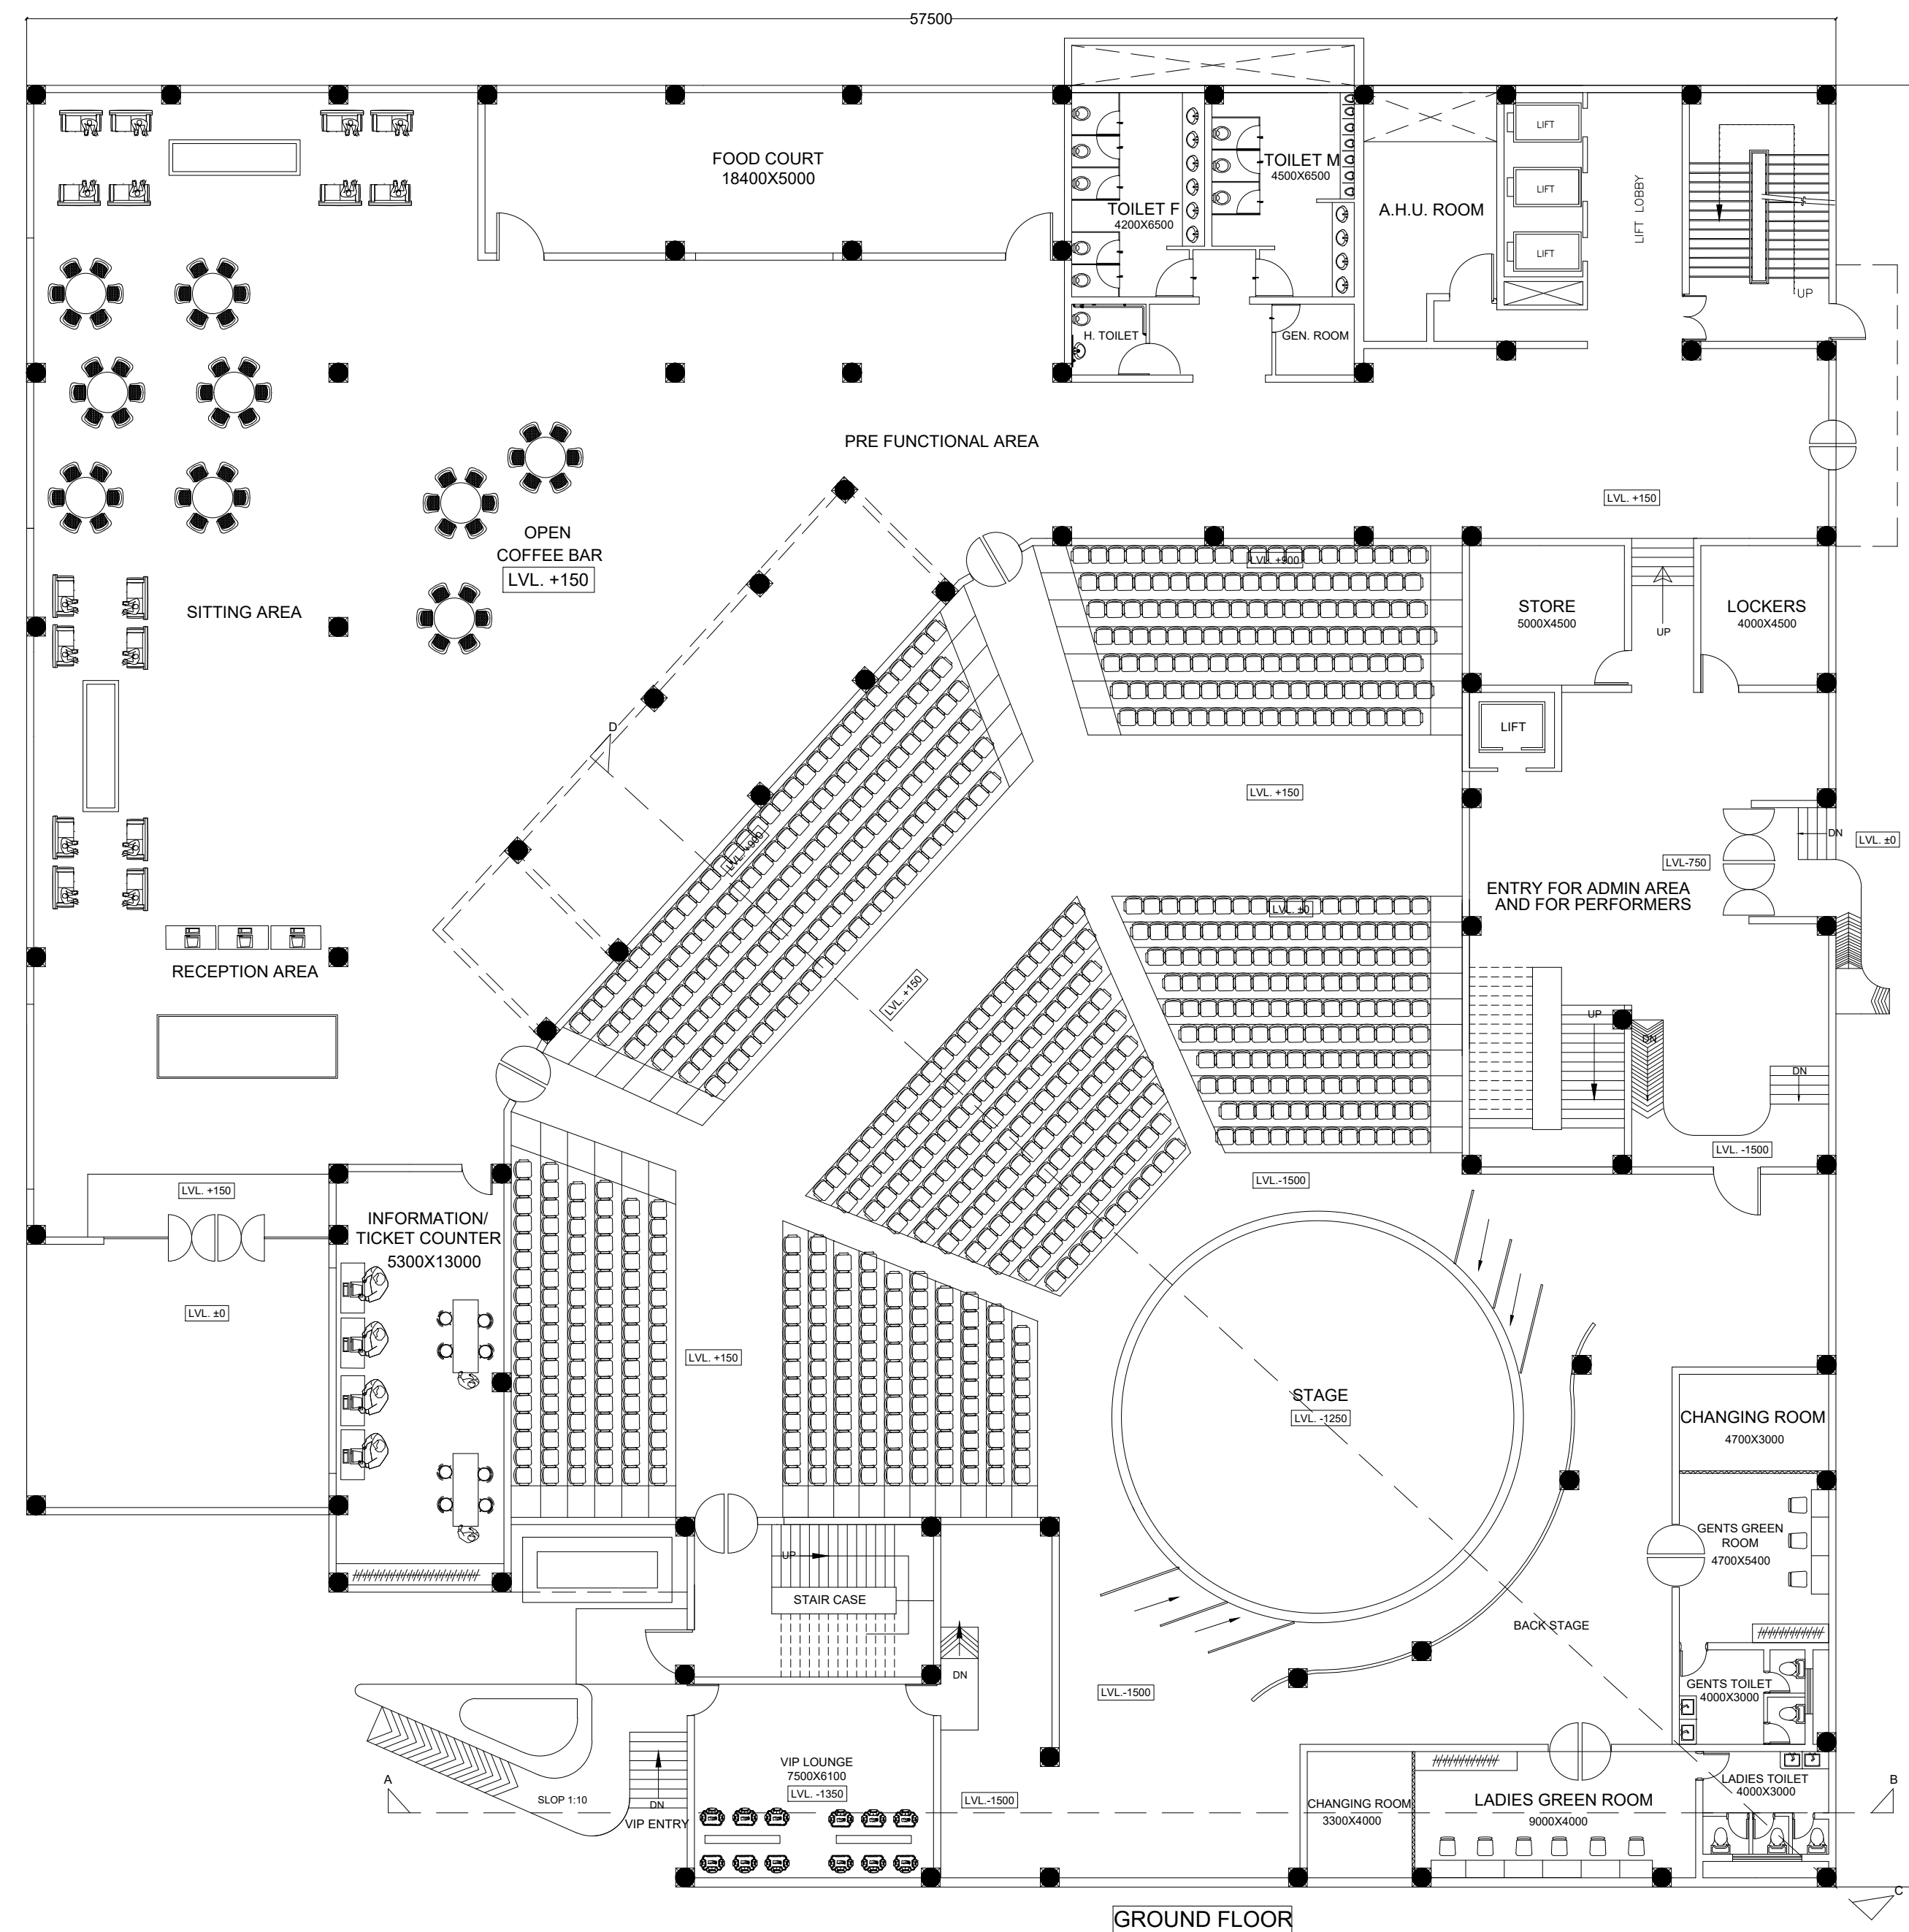 57500
FOOD COURT
18400X5000
TOILET F
4200X6500
TOILET M
4500X6500
A.H.U. ROOM
LIFT
LIFT
LIFT
LIFT LOBBY
UP
H. TOILET
GEN. ROOM
PRE FUNCTIONAL AREA
LVL. +150
OPEN
COFFEE BAR
LVL. +150
SITTING AREA
LVL. +900
STORE
5000X4500
UP
LOCKERS
4000X4500
LIFT
D
LVL. +900
LVL. +150
DN
LVL. ±0
LVL-750
ENTRY FOR ADMIN AREA
AND FOR PERFORMERS
LVL. ±0
RECEPTION AREA
LVL. +150
UP
DN
DN
LVL. -1500
LVL. +150
LVL.-1500
INFORMATION/
TICKET COUNTER
5300X13000
LVL. ±0
LVL. +150
STAGE
LVL. -1250
CHANGING ROOM
4700X3000
GENTS GREEN
ROOM
4700X5400
UP
STAIR CASE
BACK STAGE
DN
LVL.-1500
GENTS TOILET
4000X3000
VIP LOUNGE
7500X6100
LVL. -1350
A
SLOP 1:10
DN
VIP ENTRY
LVL.-1500
CHANGING ROOM
3300X4000
LADIES GREEN ROOM
9000X4000
LADIES TOILET
4000X3000
B
C
GROUND FLOOR